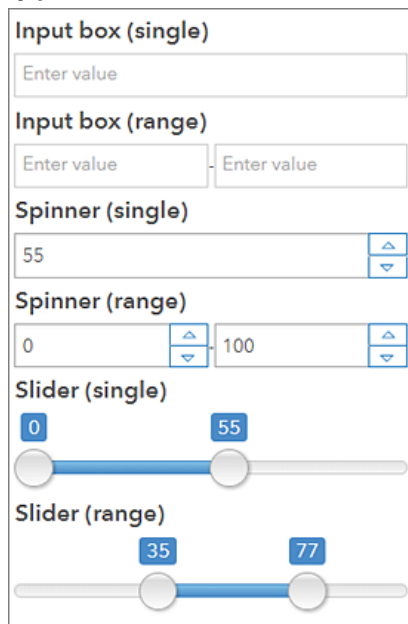 Input box (single)
Enter value
Input box (range)
Enter value - Enter value
Spinner (single)
55
Spinner (range)
0 - 100
Slider (single)
0 55
Slider (range)
35 77